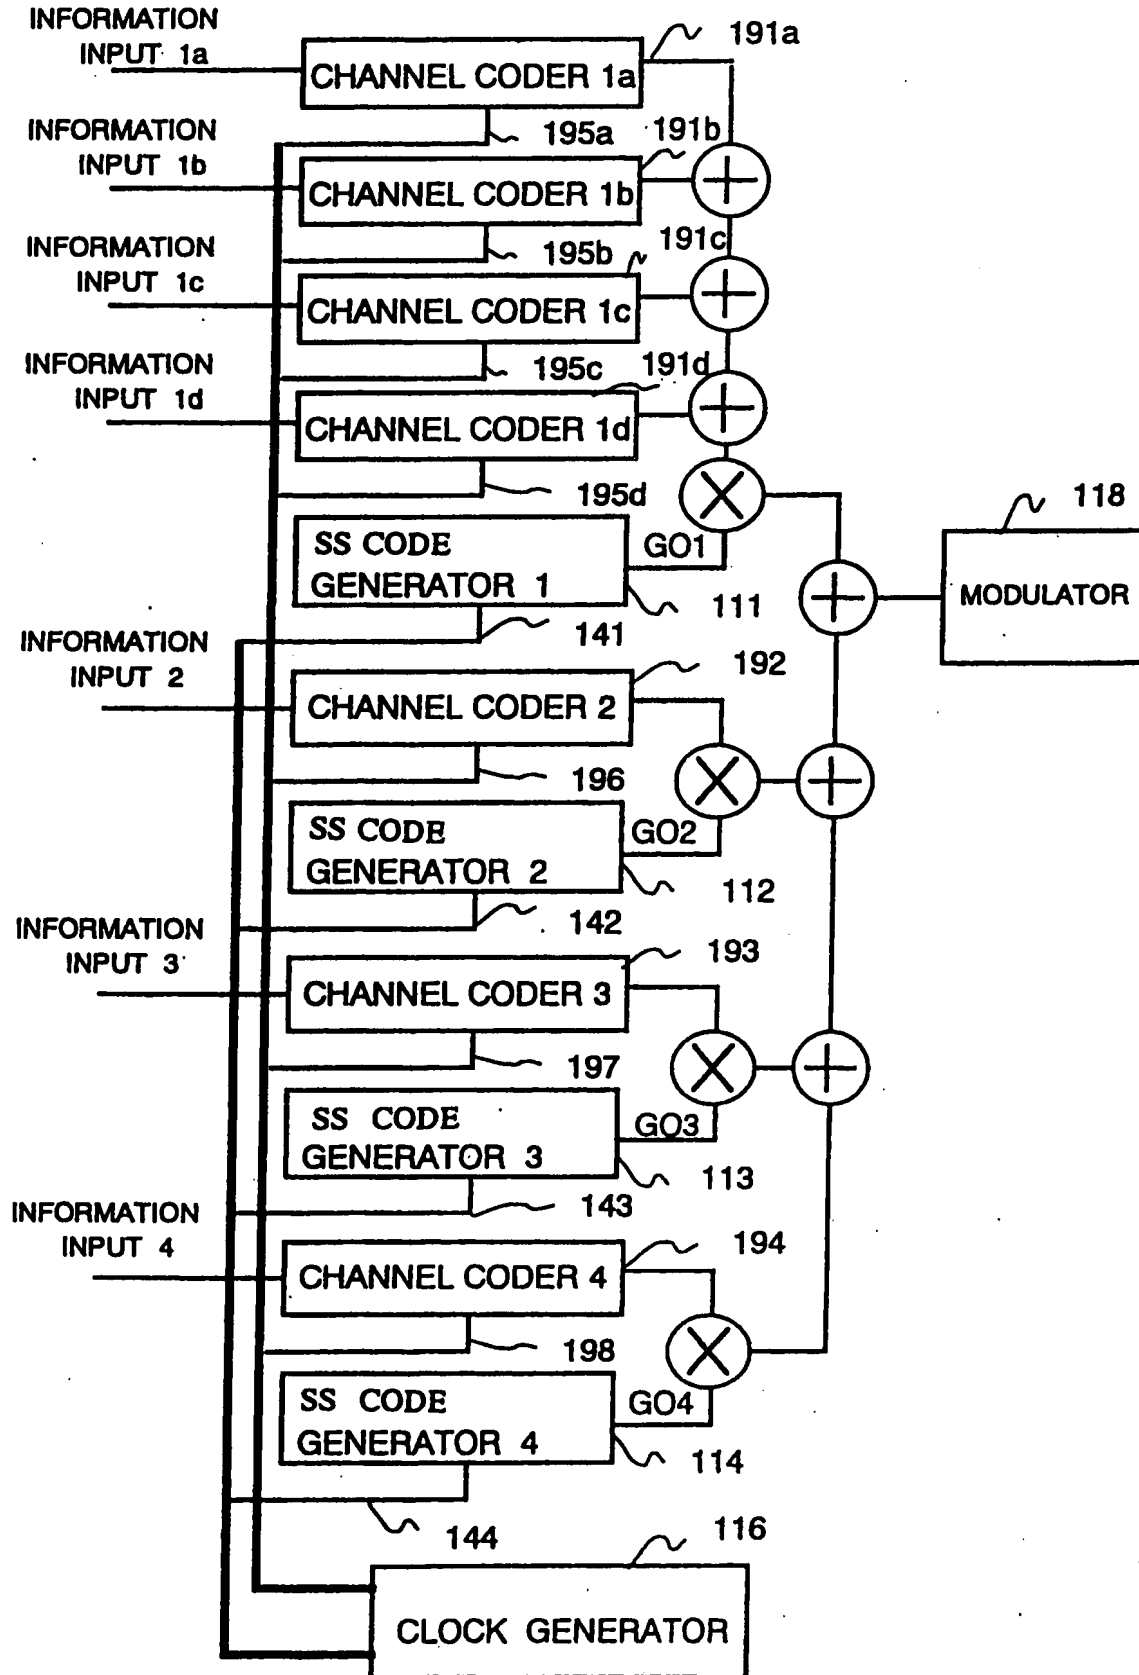 INFORMATION
INPUT 1a
CHANNEL CODER 1a
191a
195a
INFORMATION
INPUT 1b
CHANNEL CODER 1b
191b
195b
INFORMATION
INPUT 1c
CHANNEL CODER 1c
191c
195c
INFORMATION
INPUT 1d
CHANNEL CODER 1d
191d
195d
SS CODE
GENERATOR 1
GO1
111
141
118
MODULATOR
INFORMATION
INPUT 2
CHANNEL CODER 2
192
196
SS CODE
GENERATOR 2
GO2
112
142
INFORMATION
INPUT 3
CHANNEL CODER 3
193
197
SS CODE
GENERATOR 3
GO3
113
143
INFORMATION
INPUT 4
CHANNEL CODER 4
194
198
SS CODE
GENERATOR 4
GO4
114
144
116
CLOCK GENERATOR